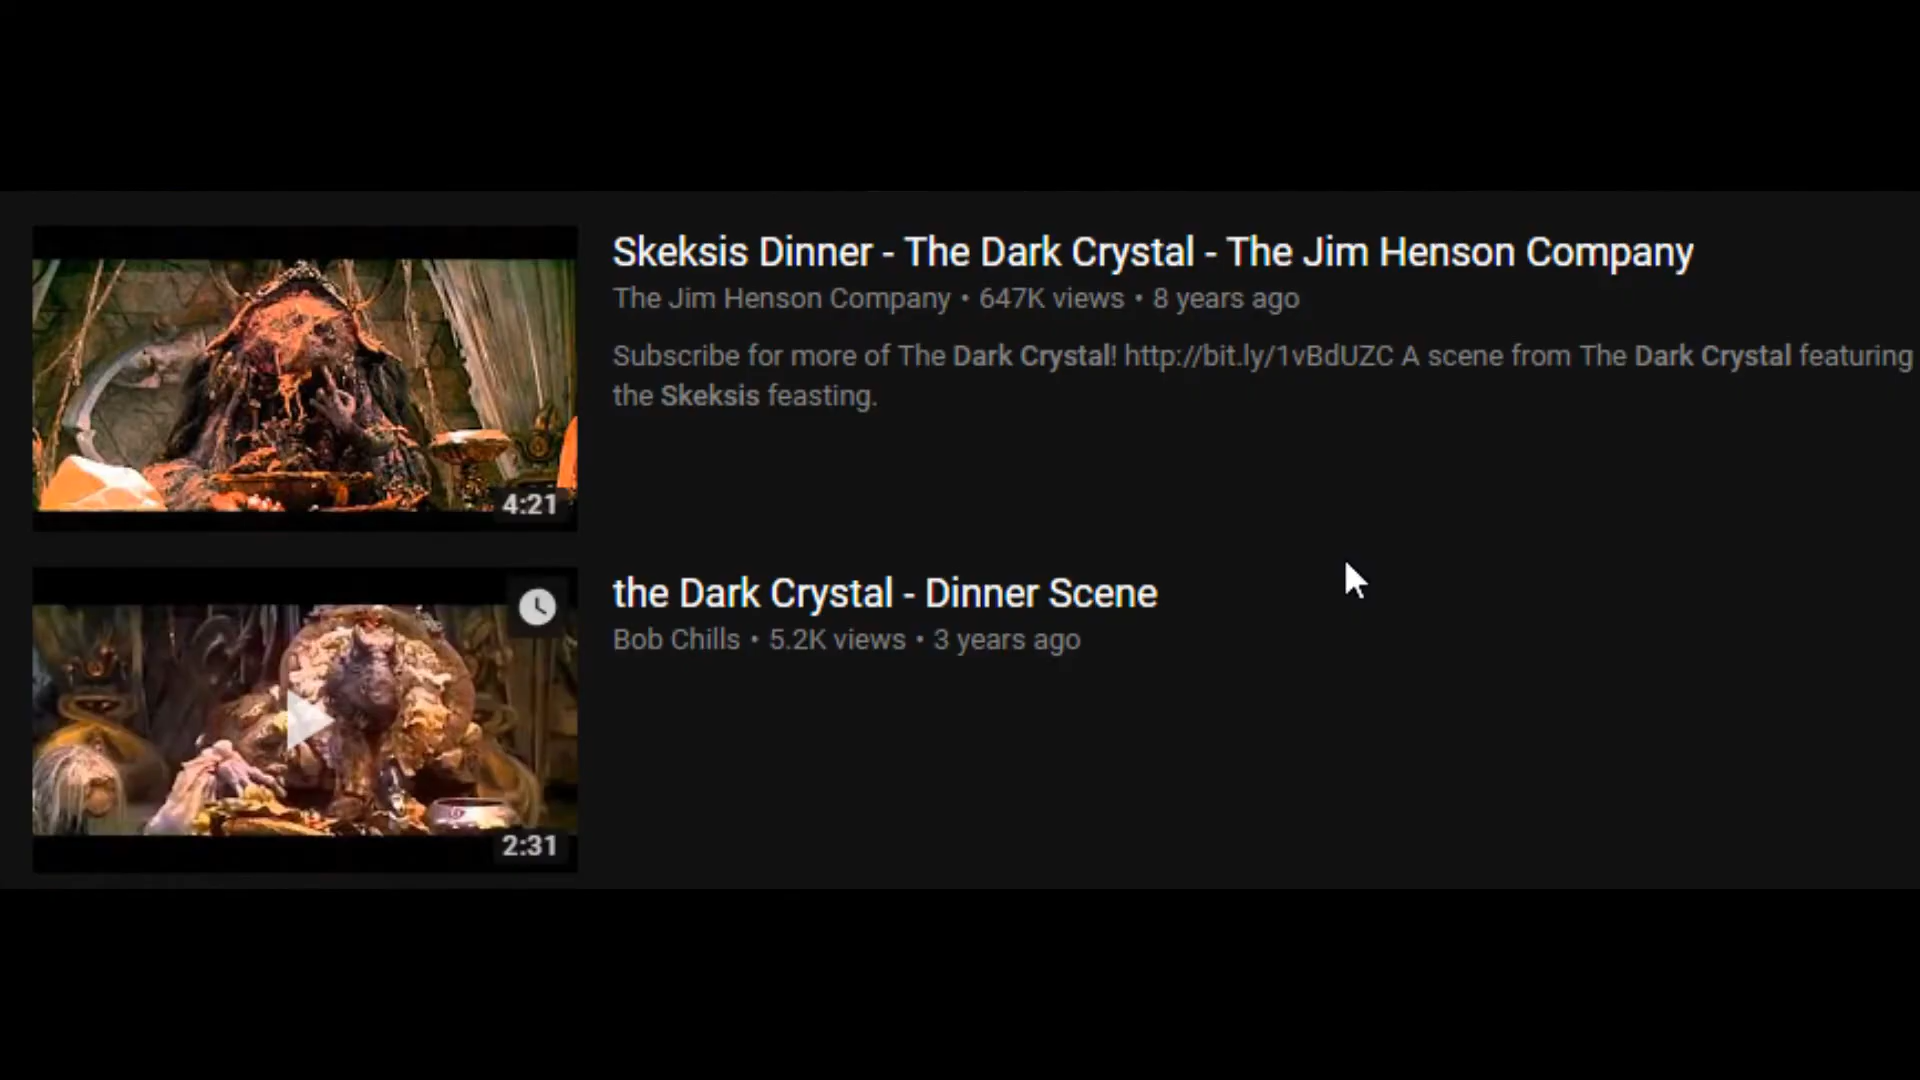 Skeksis Dinner - The Dark Crystal - The Jim Henson Company
The Jim Henson Company • 647K views • 8 years ago
Subscribe for more of The Dark Crystal! http://bit.ly/1vBdUZC A scene from The Dark Crystal featuring
the Skeksis feasting.
4:21
the Dark Crystal - Dinner Scene
Bob Chills • 5.2K views • 3 years ago
2:31